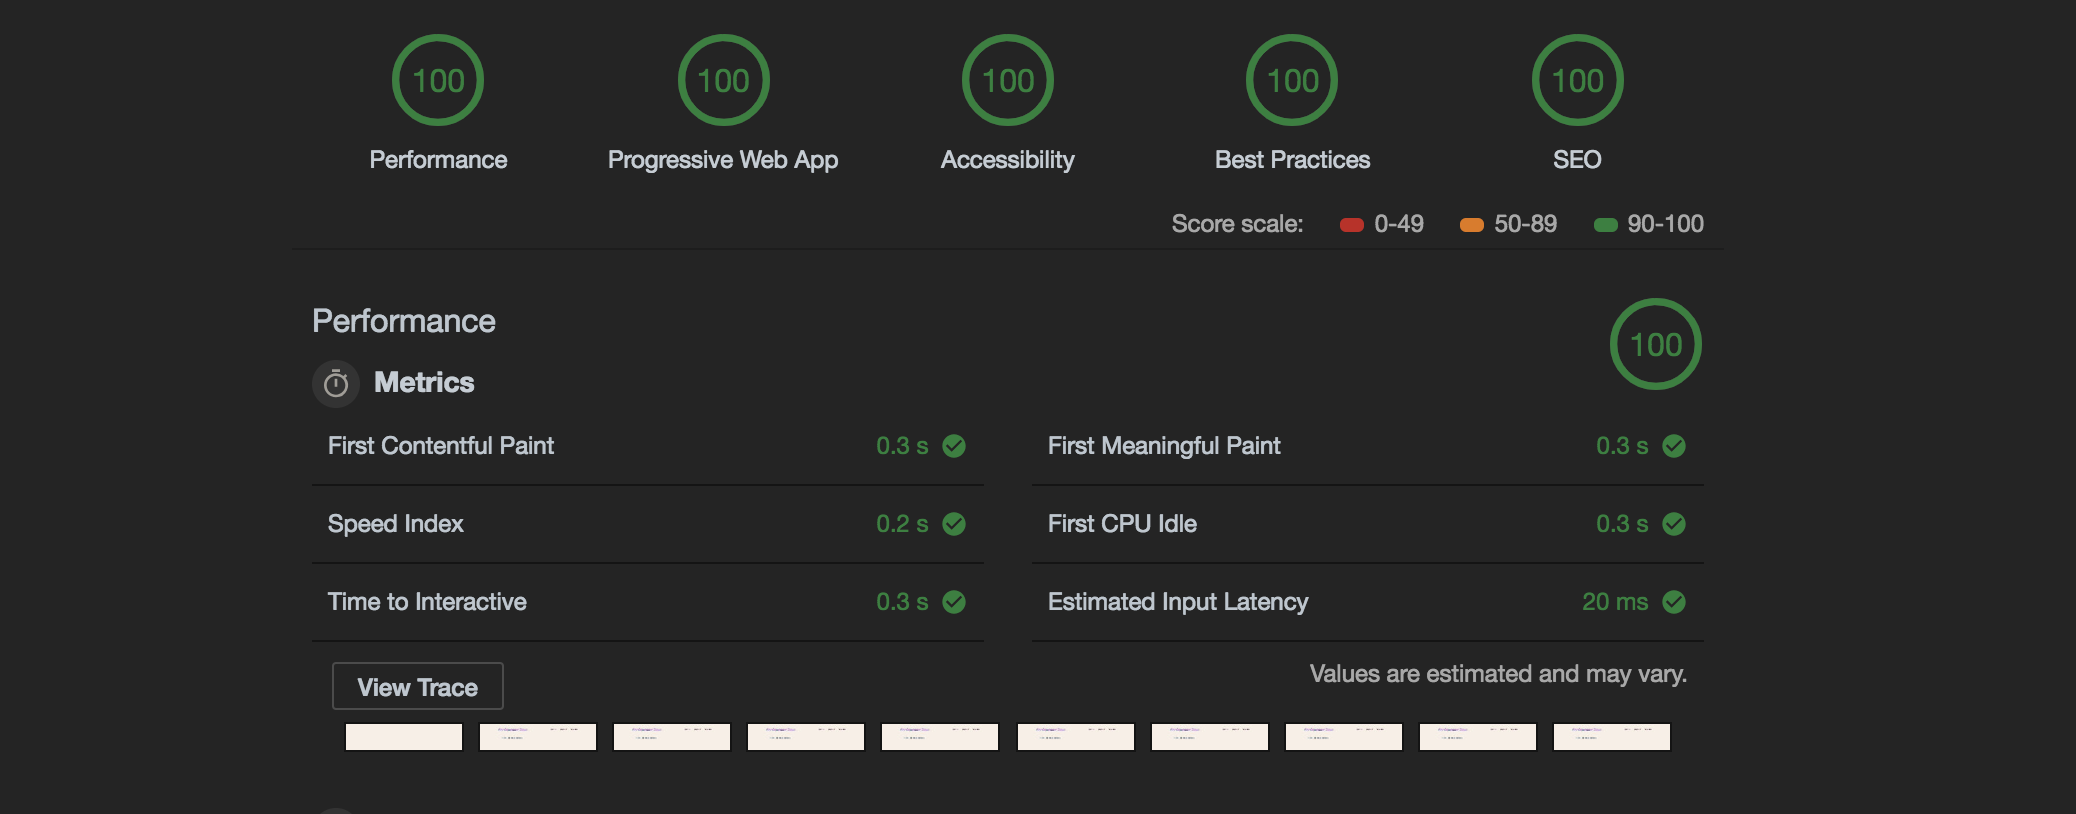 100 100 100 100 100
Performance Progressive Web App Accessibility Best Practices SEO
Score scale: 0-49 50-89 90-100
Performance
100
Metrics
First Contentful Paint 0.3 s
First Meaningful Paint 0.3 s
Speed Index 0.2 s
First CPU Idle 0.3 s
Time to Interactive 0.3 s
Estimated Input Latency 20 ms
View Trace
Values are estimated and may vary.